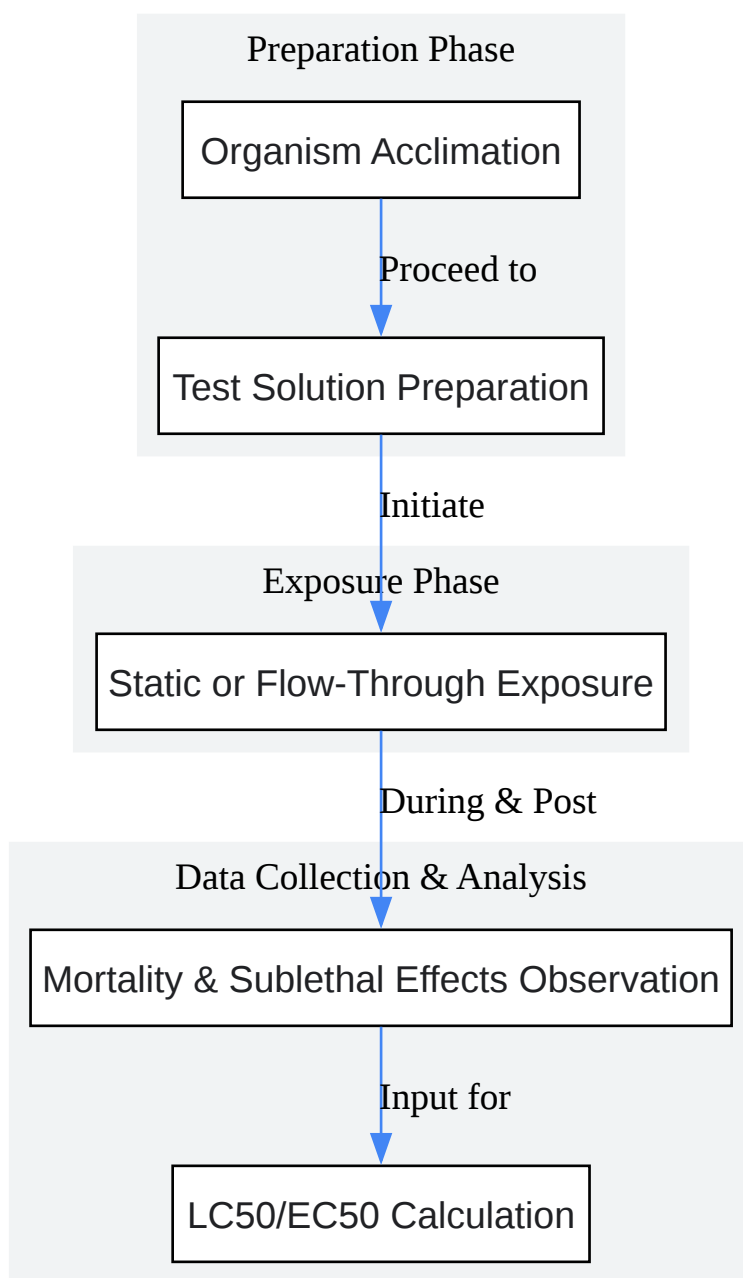 Preparation Phase
Organism Acclimation
Proceed to
Test Solution Preparation
Initiate
Exposure Phase
Static or Flow-Through Exposure
During & Post
Data Collection & Analysis
Mortality & Sublethal Effects Observation
Input for
LC50/EC50 Calculation